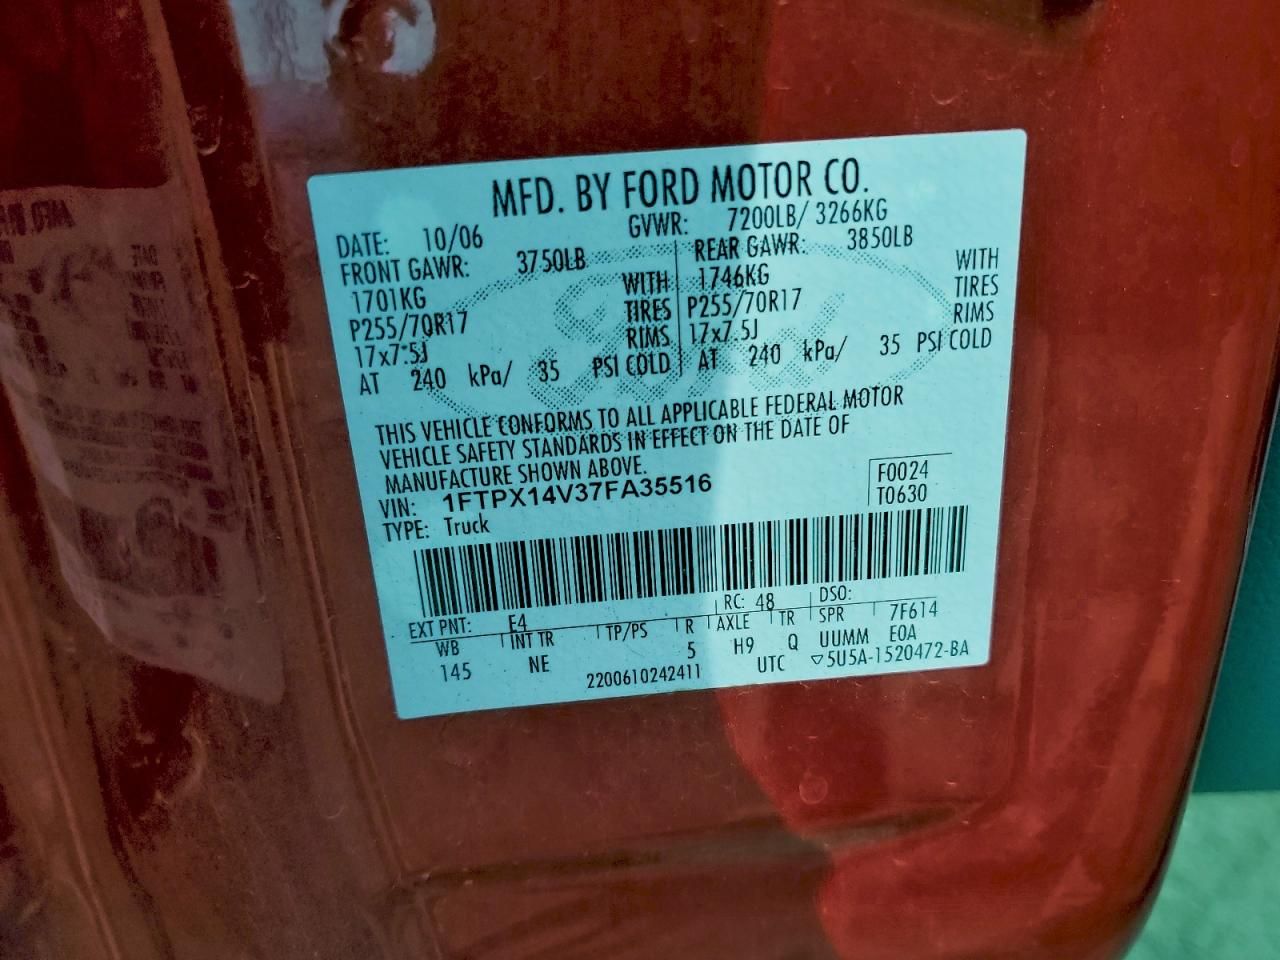 MFD. BY FORD MOTOR CO.
DATE: 10/06 GVWR: 7200LB/ 3266KG
FRONT GAWR: 3750LB REAR GAWR: 3850LB
1701KG WITH 1746KG WITH
P255/70R17 TIRES P255/70R17 TIRES
17x7.5J RIMS 17x7.5J RIMS
AT 240 kPa/ 35 PSI COLD AT 240 kPa/ 35 PSI COLD
THIS VEHICLE CONFORMS TO ALL APPLICABLE FEDERAL MOTOR
VEHICLE SAFETY STANDARDS IN EFFECT ON THE DATE OF
MANUFACTURE SHOWN ABOVE.
VIN: 1FTPX14V37FA35516 F0024
TYPE: Truck T0630
EXT PNT: E4 RC: 48 DSO:
WB INT TR TP/PS R AXLE TR SPR 7F614
145 NE 5 H9 Q UUMM EOA
2200610242411 UTC ▽5U5A-1520472-BA
Ford